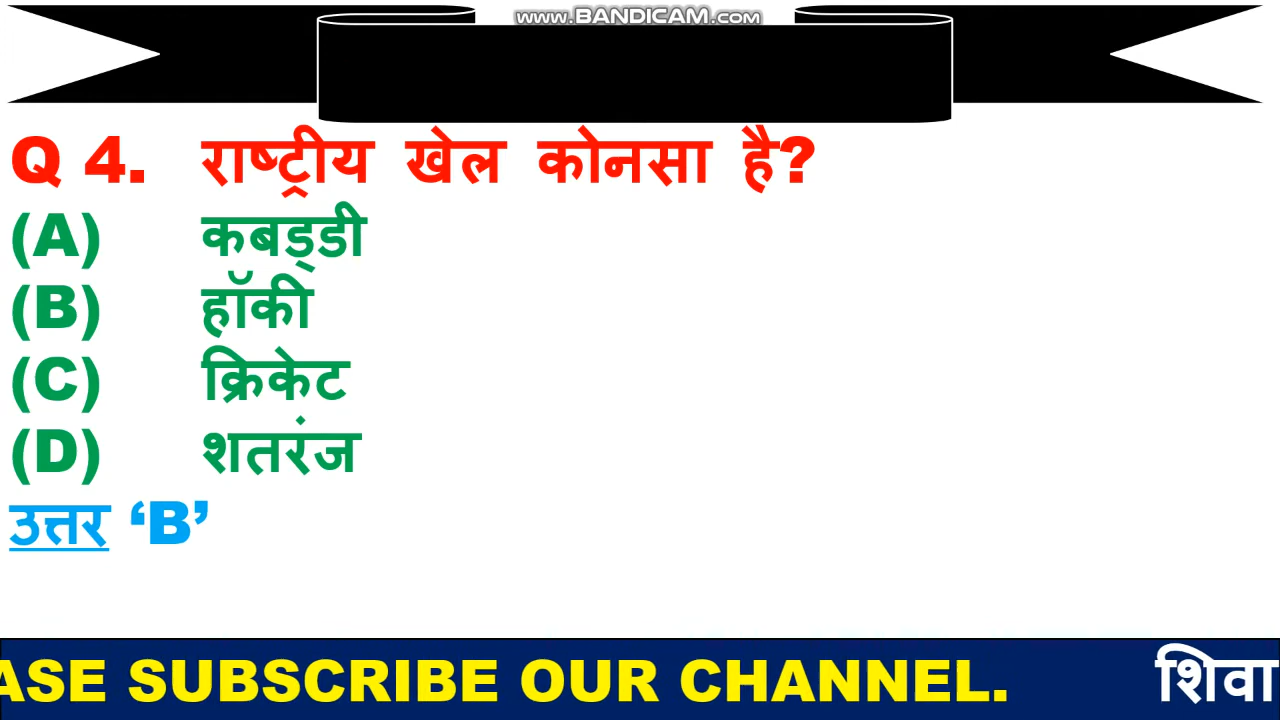 www.BANDICAM.com
Q 4. राष्ट्रीय खेल कोनसा है?
(A) कबड्डी
(B) हॉकी
(C) क्रिकेट
(D) शतरंज
उत्तर ‘B’
ASE SUBSCRIBE OUR CHANNEL. शिवा